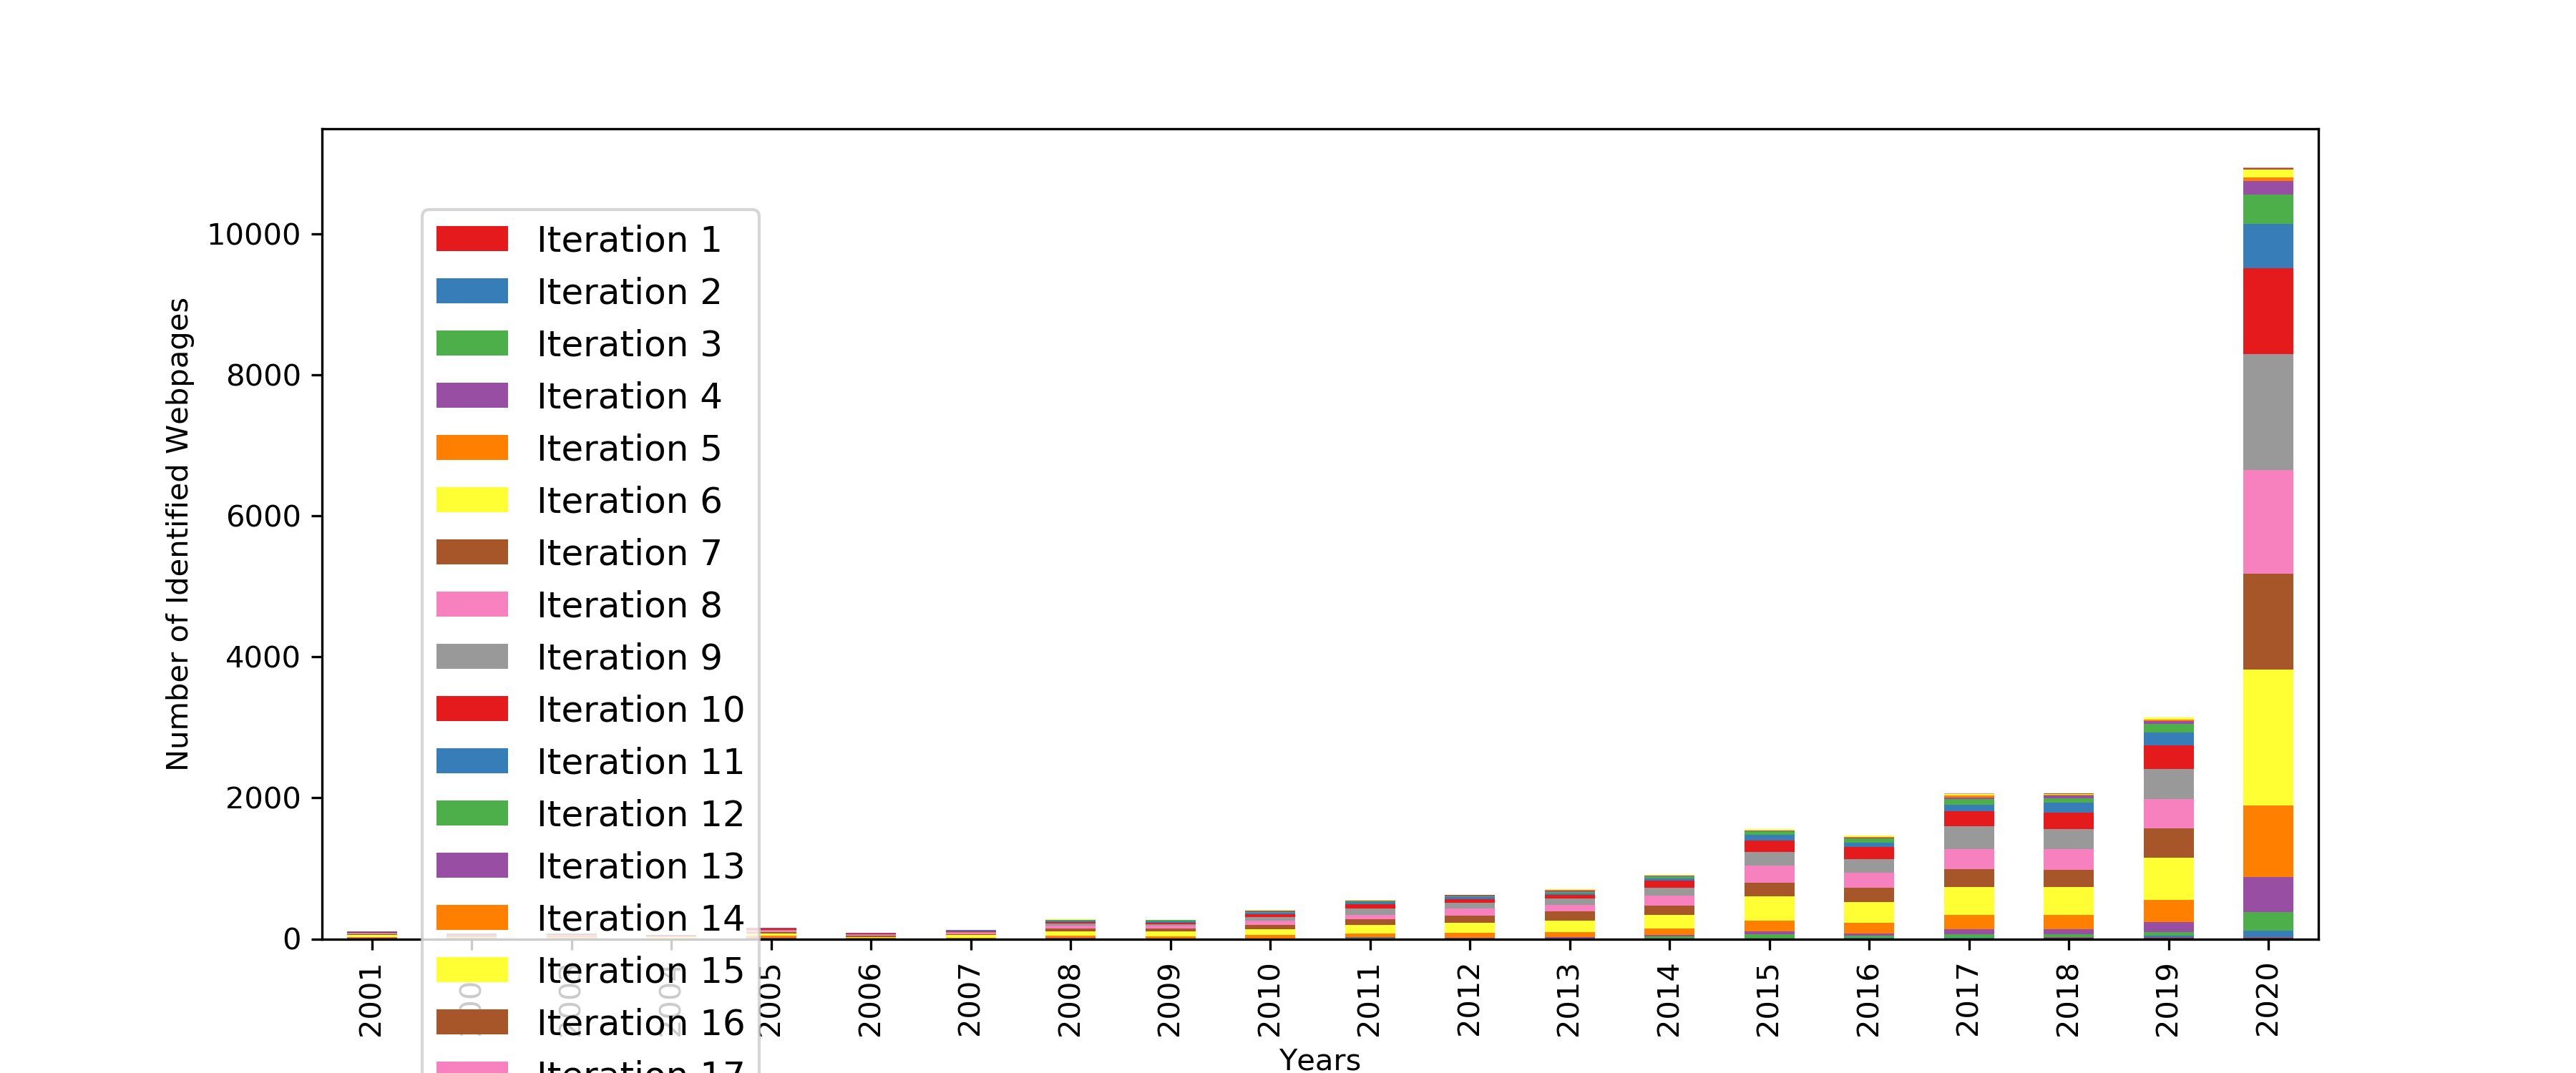 10000
8000
6000
4000
2000
0
Number of Identified Webpages
Iteration 1
Iteration 2
Iteration 3
Iteration 4
Iteration 5
Iteration 6
Iteration 7
Iteration 8
Iteration 9
Iteration 10
Iteration 11
Iteration 12
Iteration 13
Iteration 14
Iteration 15
Iteration 16
Iteration 17
2001
2005
2006
2007
2008
2009
2010
2011
2012
2013
2014
2015
2016
2017
2018
2019
2020
Years